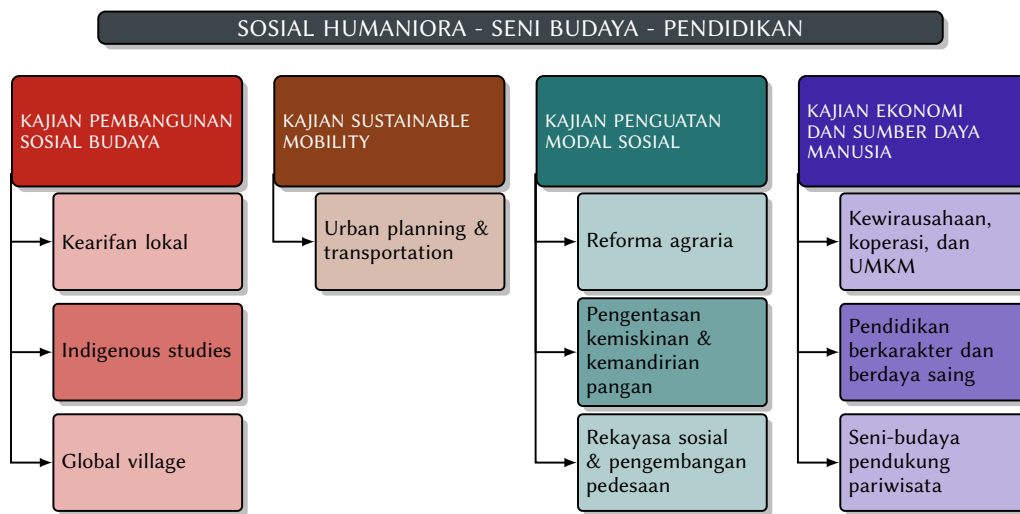 SOSIAL HUMANIORA - SENI BUDAYA - PENDIDIKAN
KAJIAN PEMBANGUNAN
SOSIAL BUDAYA
Kearifan lokal
Indigenous studies
Global village
KAJIAN SUSTAINABLE
MOBILITY
Urban planning &
transportation
KAJIAN PENGUATAN
MODAL SOSIAL
Reforma agraria
Pengentasan
kemiskinan &
kemandirian
pangan
Rekayasa sosial
& pengembangan
pedesaan
KAJIAN EKONOMI
DAN SUMBER DAYA
MANUSIA
Kewirausahaan,
koperasi, dan
UMKM
Pendidikan
berkarakter dan
berdaya saing
Seni-budaya
pendukung
pariwisata